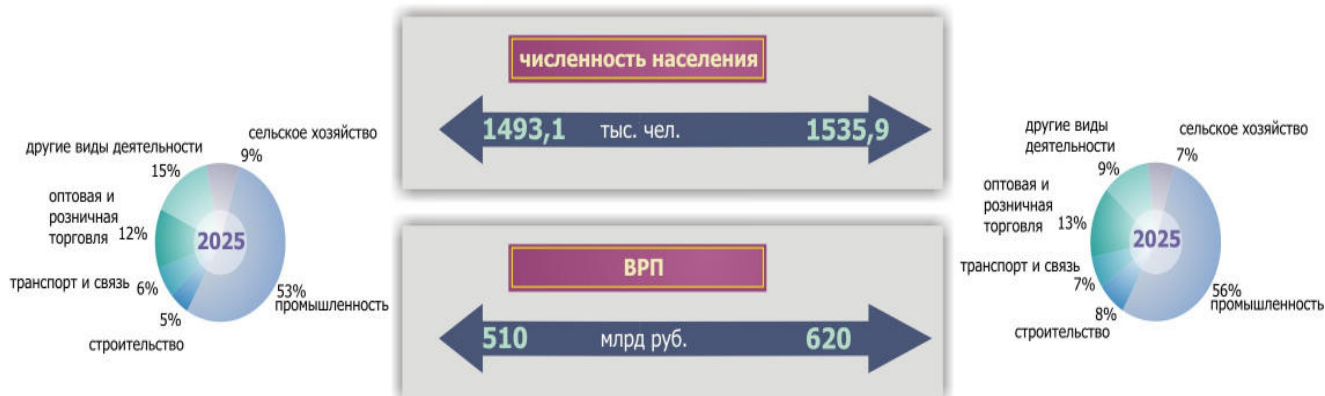 другие виды деятельности
15%
сельское хозяйство
9%
оптовая и
розничная
торговля
12%
2025
транспорт и связь
6%
5%
строительство
53%
промышленность
численность населения
1493,1 тыс. чел. 1535,9
ВРП
510 млрд руб. 620
другие виды
деятельности
9%
сельское хозяйство
7%
оптовая и
розничная
торговля
13%
2025
транспорт и связь
7%
8%
строительство
56%
промышленность